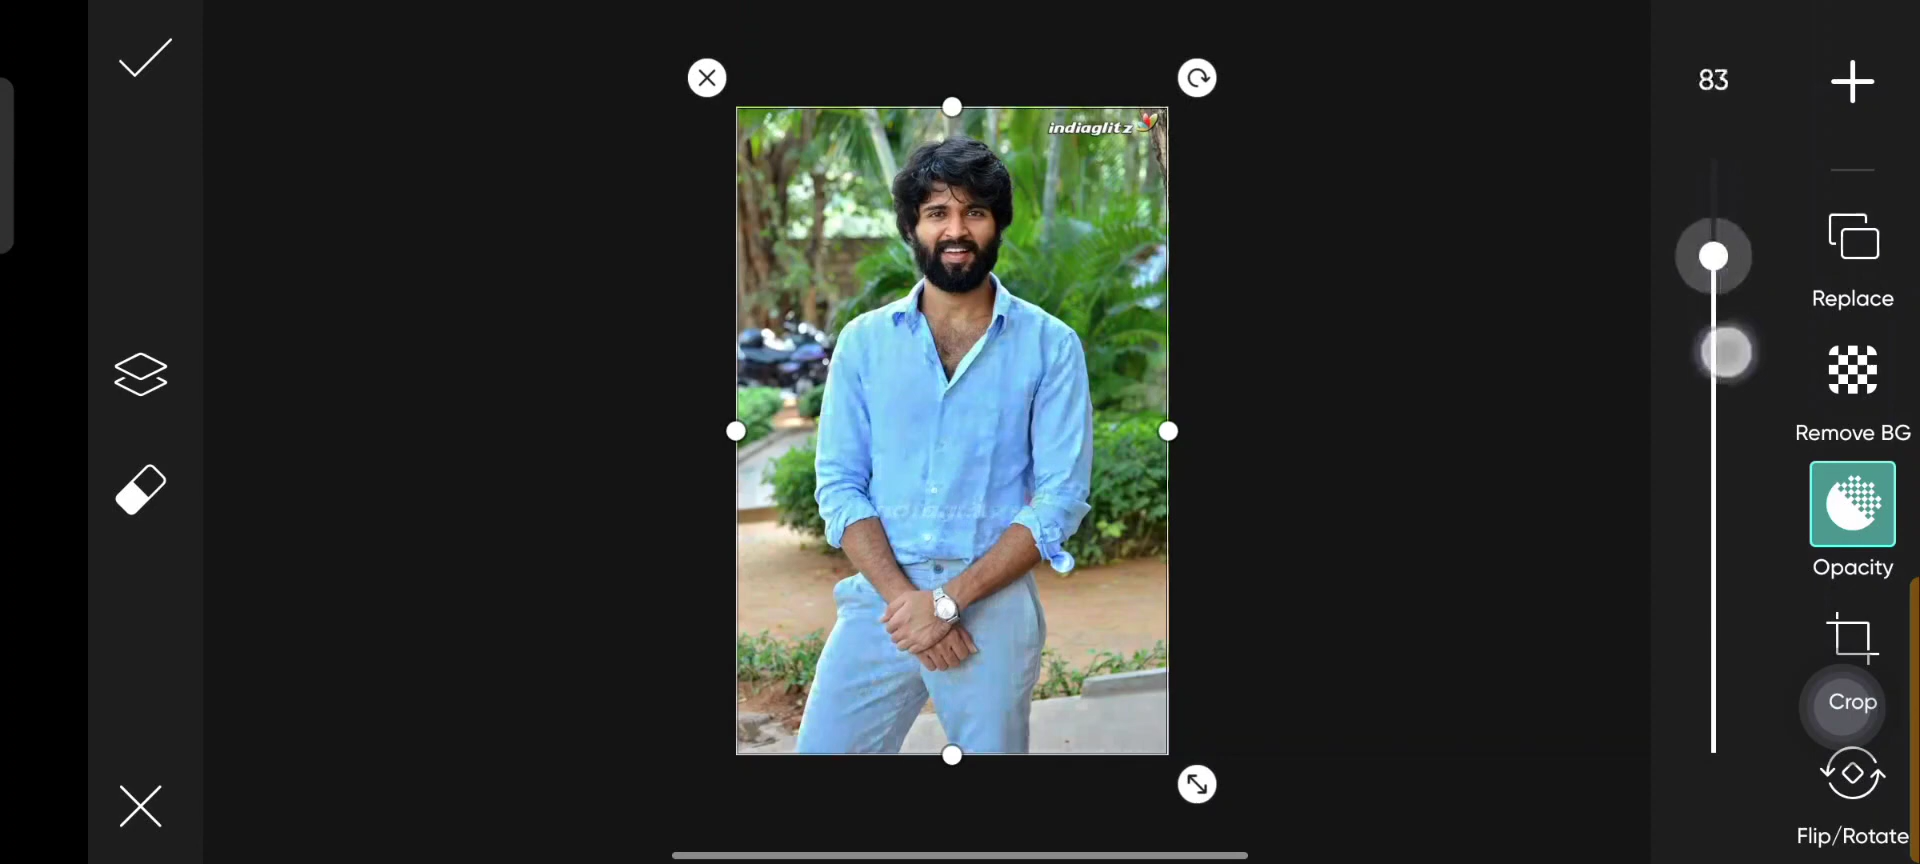 indiaglitz
83
Replace
Remove BG
Opacity
Crop
Flip/Rotate